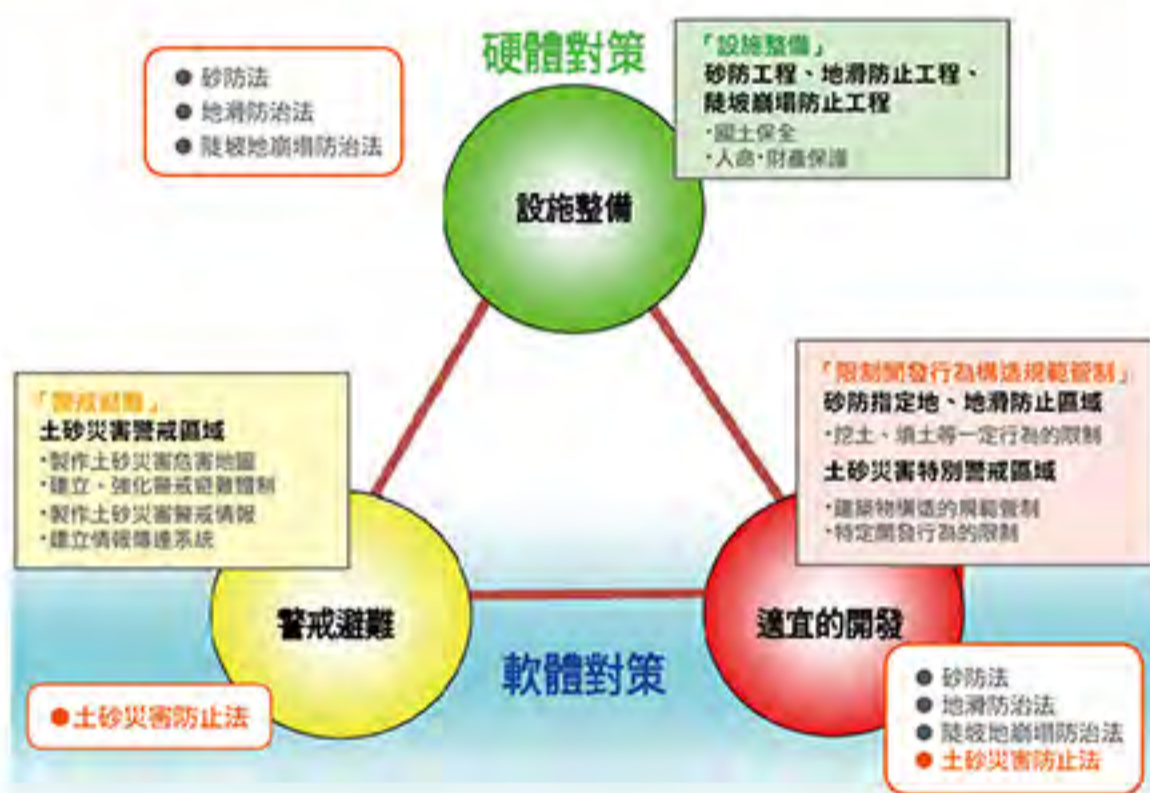 硬體對策
● 砂防法
● 地滑防治法
● 陡坡地崩塌防治法
「設施整備」
砂防工程、地滑防止工程、
陡坡崩塌防止工程
・國土保全
・人命・財產保護
設施整備
「警戒避難」
土砂災害警戒區域
・製作土砂災害危害地圖
・建立、強化警戒避難體制
・製作土砂災害警戒情報
・建立情報傳達系統
「限制開發行為構造規範管制」
砂防指定地、地滑防止區域
・挖土、填土等一定行為的限制
土砂災害特別警戒區域
・建築物構造的規範管制
・特定開發行為的限制
警戒避難
適宜的開發
軟體對策
● 土砂災害防止法
● 砂防法
● 地滑防治法
● 陡坡地崩塌防治法
● 土砂災害防止法